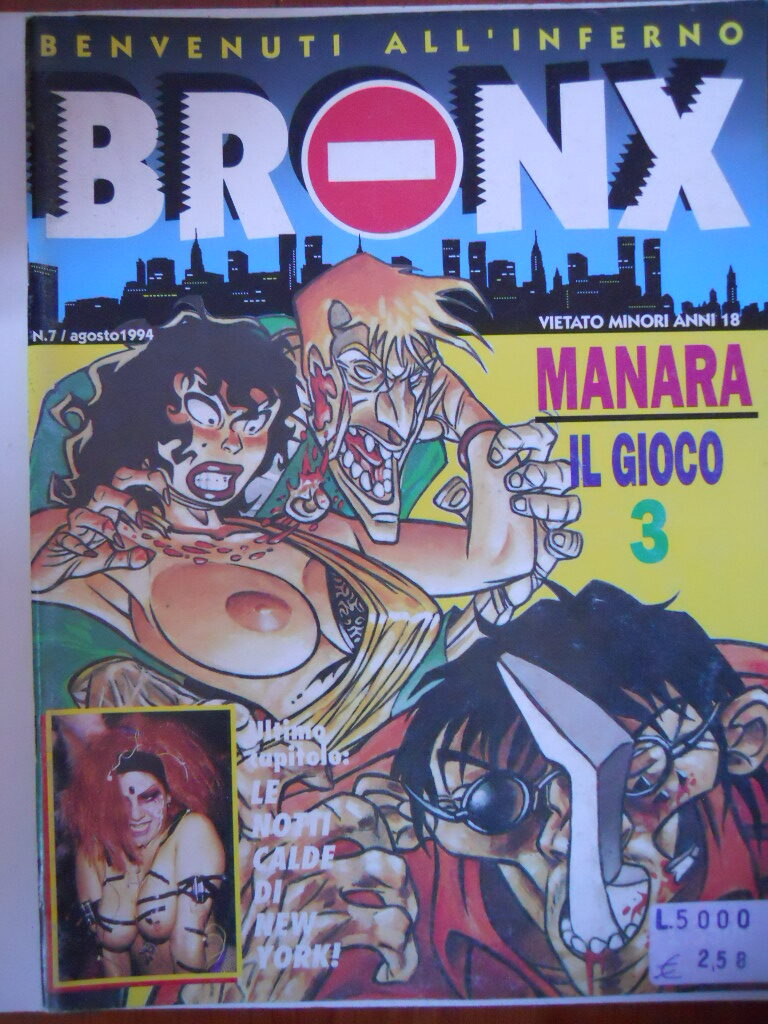 BENVENUTI ALL'INFERNO
BRONX
N.7 / agosto 1994
VIETATO MINORI ANNI 18
MANARA
IL GIOCO
3
Ultimo
capitolo:
LE
NOTTI
CALDE
DI
NEW
YORK!
L.5000
€ 2,58